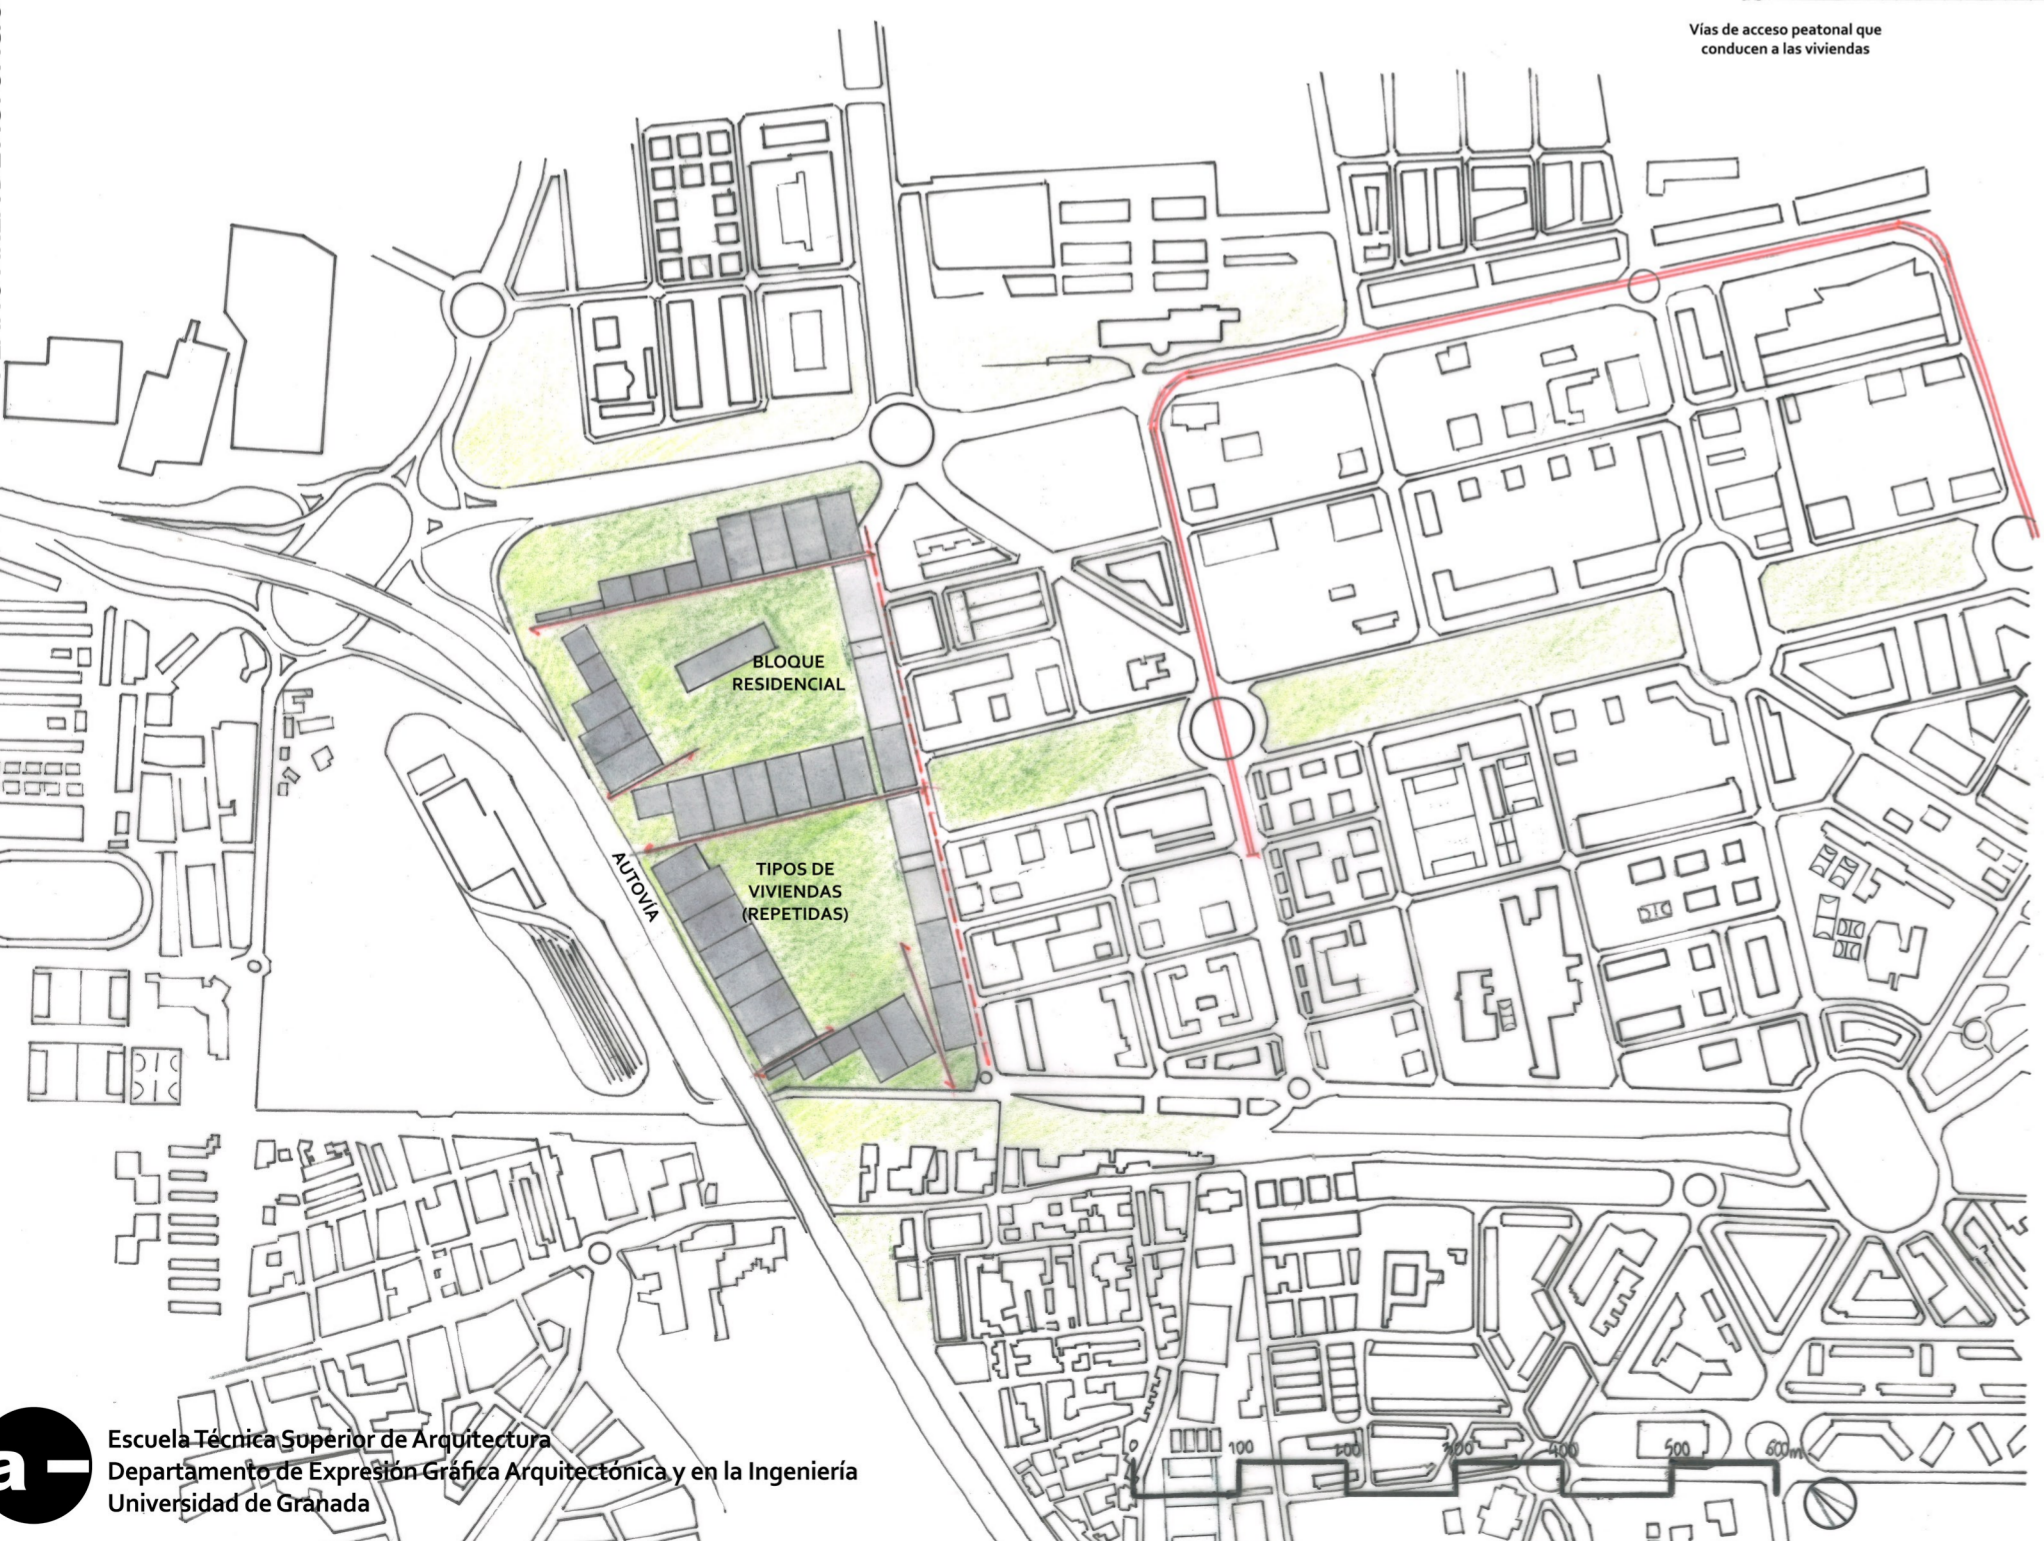 Vías de acceso peatonal que
conducen a las viviendas
BLOQUE
RESIDENCIAL
TIPOS DE
VIVIENDAS
(REPETIDAS)
AUTOVÍA
0 100 200 300 400 500 600m
a-
Escuela Técnica Superior de Arquitectura
Departamento de Expresión Gráfica Arquitectónica y en la Ingeniería
Universidad de Granada